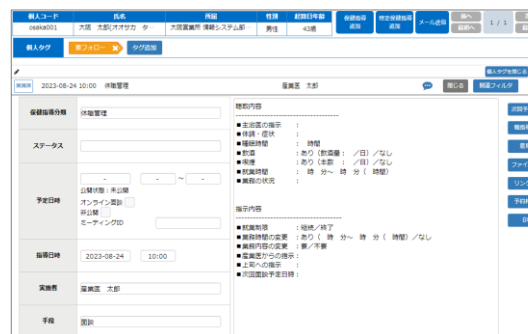 個人コード 氏名 所属 性別 起算日年齢
osaka001 大阪 太郎(オオサカ タ… 大阪営業所 情報システム部… 男性 43歳
保健指導追加 特定保健指導追加 メール送信 1 / 1
個人タグ 要フォロー タグ追加
個人タグを閉じる
実施済 2023-08-24 10:00 休職管理 産業医 太郎 閉じる 関連フィルタ
保健指導分類 休職管理
ステータス
予定日時 - - ～ -
公開状態：未公開
オンライン面談
非公開
ミーティングID
指導日時 2023-08-24 10:00
実施者 産業医 太郎
手段 面談
聴取内容
■主治医の指示 ：
■体調・症状 ：
■睡眠時間 ： 時間
■飲酒 ：あり（飲酒量： ／日）／なし
■喫煙 ：あり（本数 ： ／日）／なし
■就業時間 ： 時 分～ 時 分（ 時間）
■業務の状況 ：
指示内容
■就業制限 ：継続／終了
■業務時間の変更 ：あり（ 時 分～ 時 分（ 時間）／なし
■業務内容の変更 ：要／不要
■産業医からの指示：
■上司への指示 ：
■次回面談予定日時：